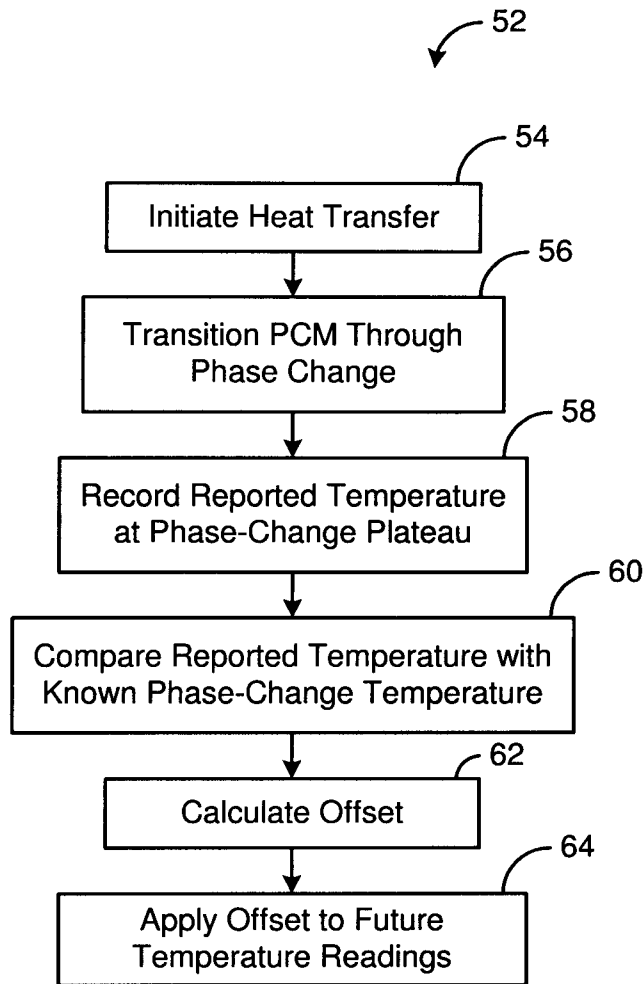 52
54
Initiate Heat Transfer
56
Transition PCM Through
Phase Change
58
Record Reported Temperature
at Phase-Change Plateau
60
Compare Reported Temperature with
Known Phase-Change Temperature
62
Calculate Offset
64
Apply Offset to Future
Temperature Readings